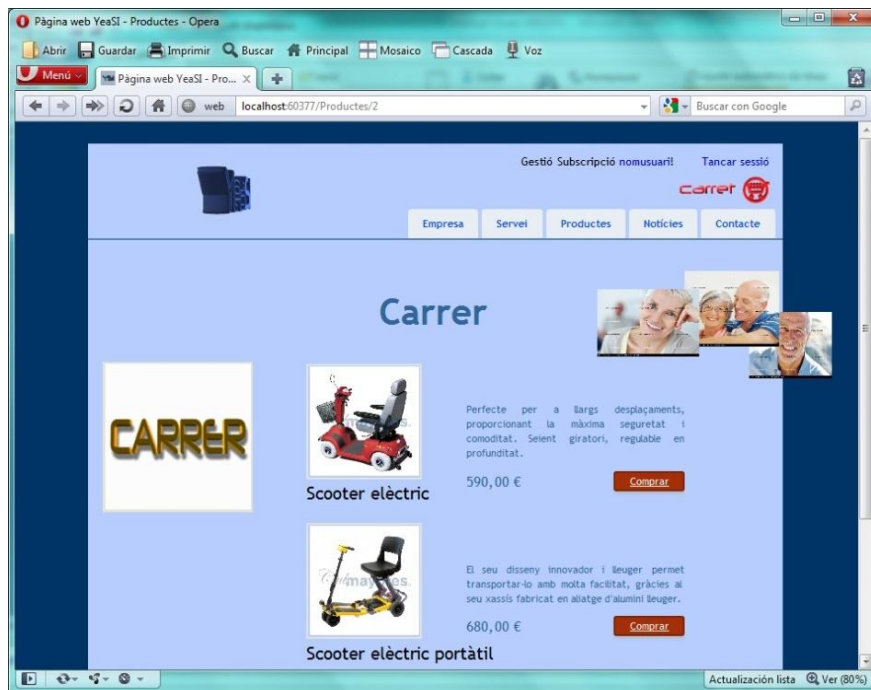 Pàgina web YeaSI - Productes - Opera
Abrir Guardar Imprimir Buscar Principal Mosaico Cascada Voz
Menú Pàgina web YeaSI - Pro...
web localhost:60377/Productes/2 Buscar con Google
Gestió Subscripció nomusuari! Tancar sessió
carret
Empresa Servei Productes Notícies Contacte
Carrer
CARRER
Perfecte per a llargs desplaçaments,
proporcionant la màxima seguretat i
comoditat. Seient giratori, regulable en
profunditat.
590,00 € Comprar
Scooter elèctric
El seu disseny innovador i lleuger permet
transportar-lo amb molta facilitat, gràcies al
seu xassís fabricat en aliatge d'alumini lleuger.
680,00 € Comprar
Scooter elèctric portàtil
Actualización lista Ver (80%)